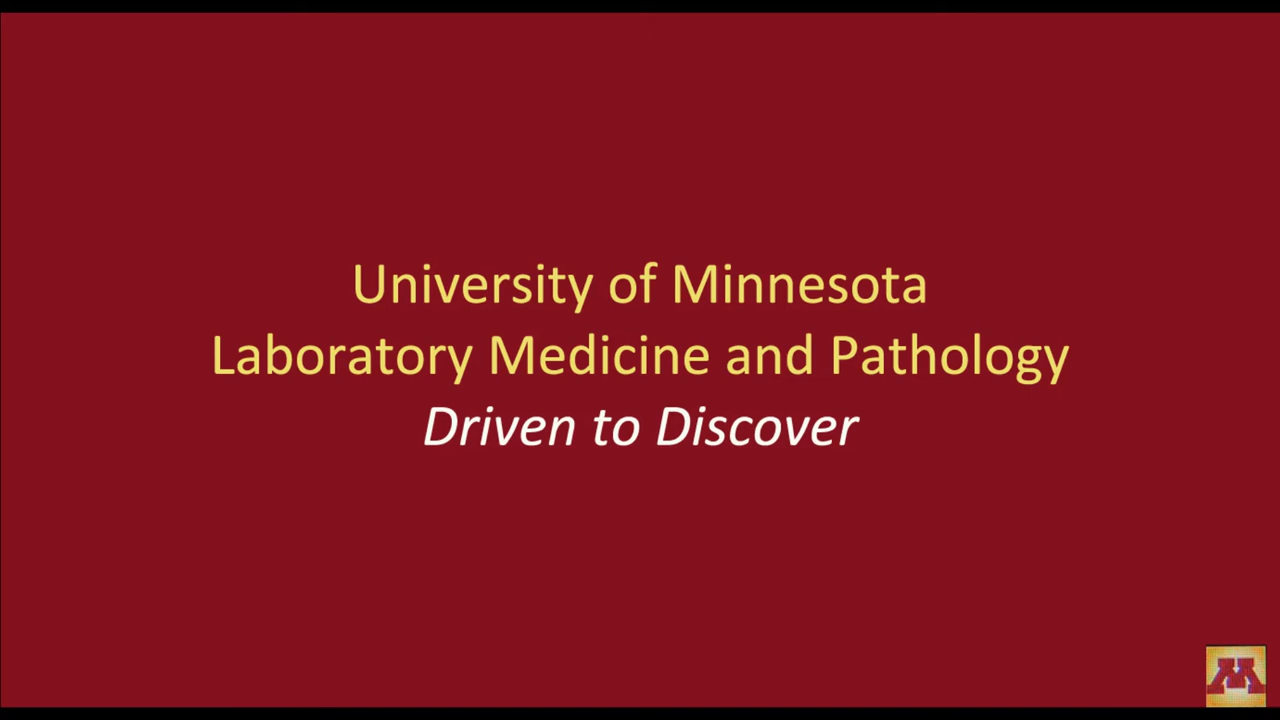 University of Minnesota
Laboratory Medicine and Pathology
Driven to Discover
M